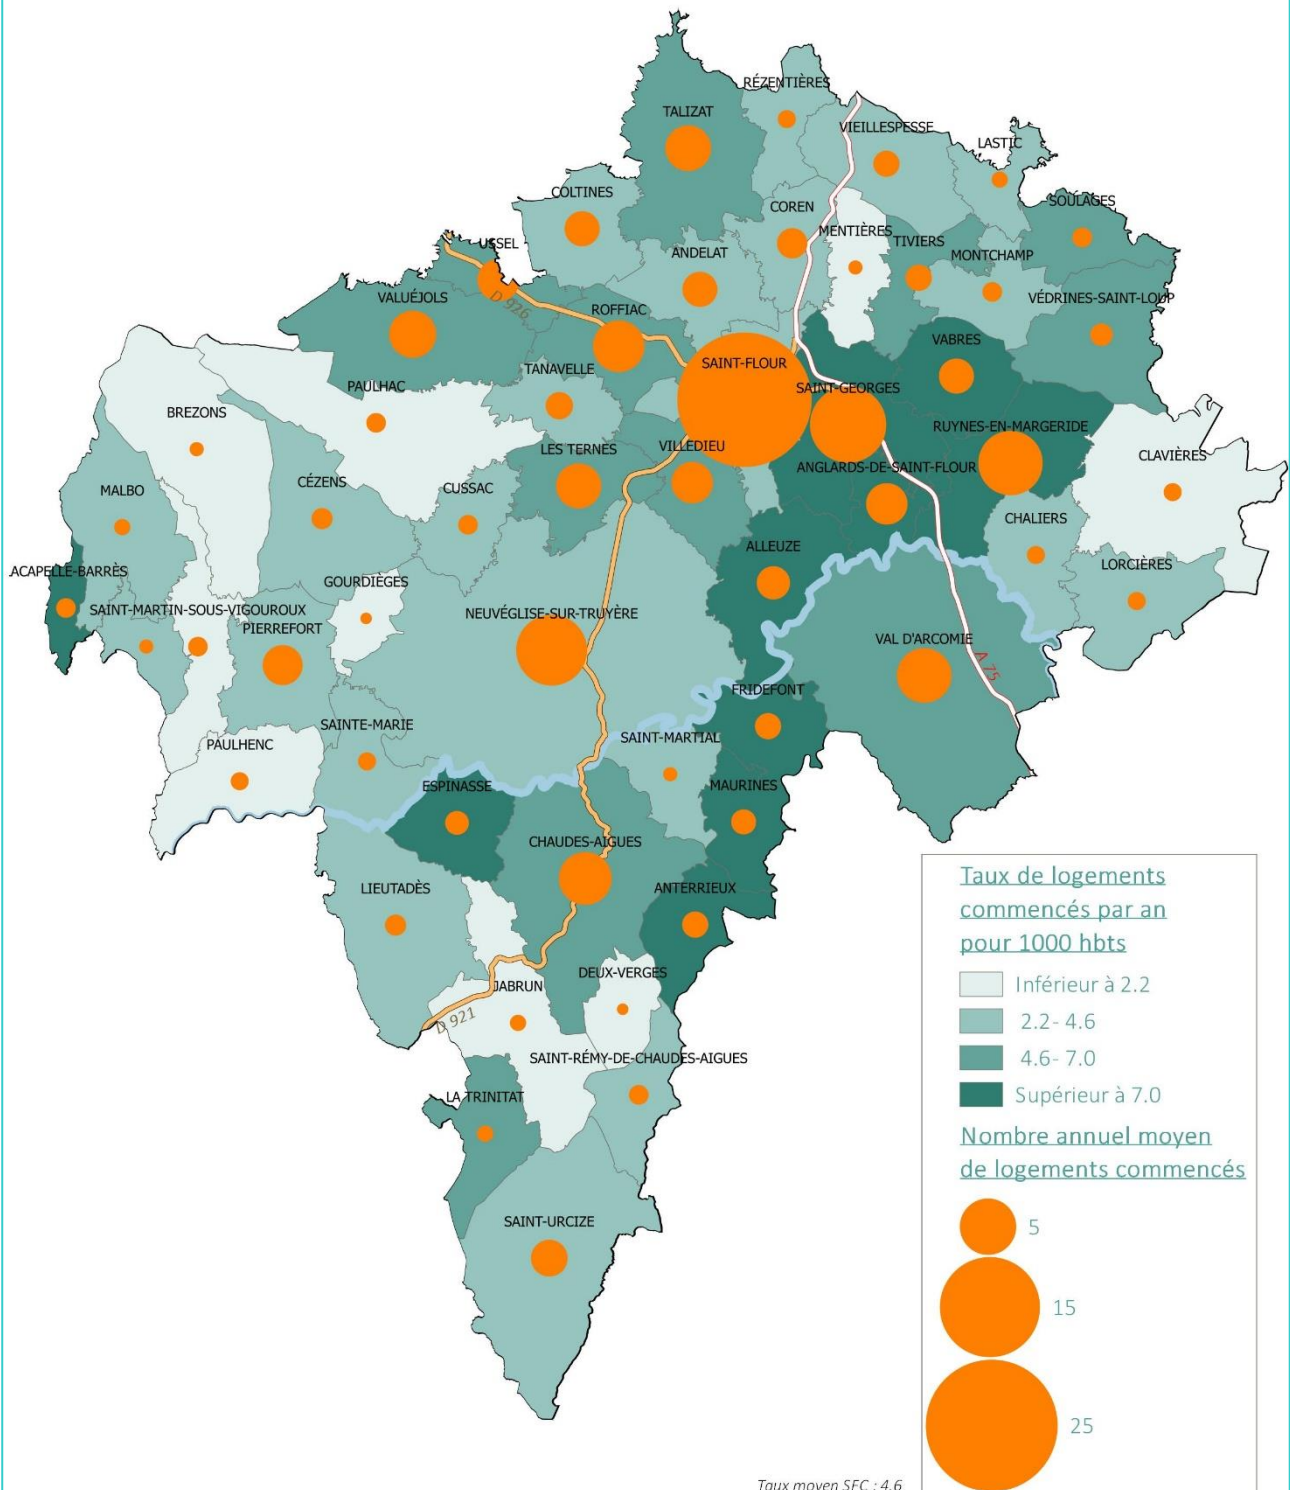 RÉZENTIÈRES
TALIZAT
VIEILLESPESSE
LASTIC
COLTINES
SOULAGES
COREN
MENTIÈRES
TIVIERS
USSEL
ANDELAT
MONTCHAMP
VALUÉJOLS
D 926
ROFFIAC
VÉDRINES-SAINT-LOUP
VABRES
SAINT-FLOUR
TANAVELLE
PAULHAC
SAINT-GEORGES
BREZONS
RUYNES-EN-MARGERIDE
LES TERNES
VILLEDIEU
CLAVIÈRES
ANGLARDS-DE-SAINT-FLOUR
CÉZENS
CUSSAC
MALBO
CHALIERS
ALLEUZE
LORCIÈRES
ACAPELLE-BARRÈS
GOURDIÈGES
SAINT-MARTIN-SOUS-VIGOUROUX
NEUVÉGLISE-SUR-TRUYÈRE
PIERREFORT
VAL D'ARCOMIE
A 75
FRIDEFONT
SAINTE-MARIE
SAINT-MARTIAL
PAULHENC
ESPINASSE
MAURINES
CHAUDES-AIGUES
LIEUTADÈS
ANTERRIEUX
DEUX-VERGES
JABRUN
D 921
SAINT-RÉMY-DE-CHAUDES-AIGUES
LA TRINITAT
SAINT-URCIZE
Taux de logements
commencés par an
pour 1000 hbts
Inférieur à 2.2
2.2- 4.6
4.6- 7.0
Supérieur à 7.0
Nombre annuel moyen
de logements commencés
5
15
25
Taux moyen SFC : 4.6